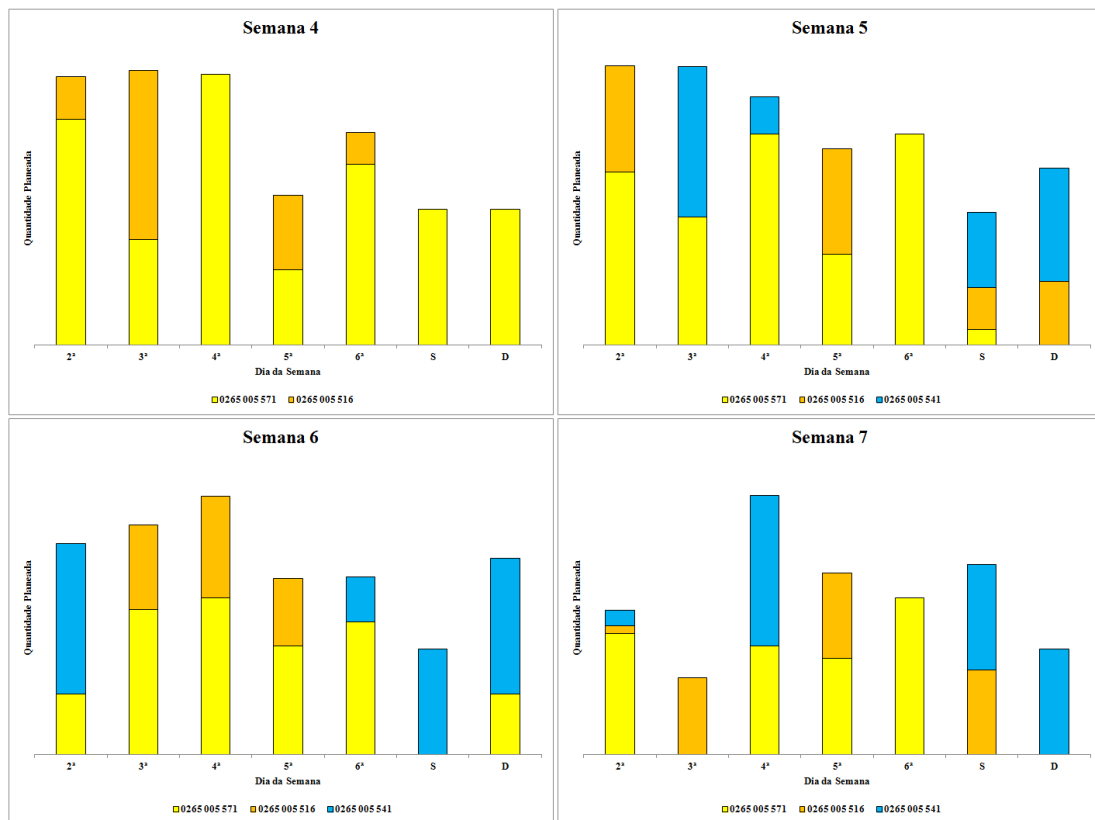 Semana 4
Quantidade Planeada
2ª 3ª 4ª 5ª 6ª S D
Dia da Semana
0265 005 571 0265 005 516
Semana 5
Quantidade Planeada
2ª 3ª 4ª 5ª 6ª S D
Dia da Semana
0265 005 571 0265 005 516 0265 005 541
Semana 6
Quantidade Planeada
2ª 3ª 4ª 5ª 6ª S D
Dia da Semana
0265 005 571 0265 005 516 0265 005 541
Semana 7
Quantidade Planeada
2ª 3ª 4ª 5ª 6ª S D
Dia da Semana
0265 005 571 0265 005 516 0265 005 541